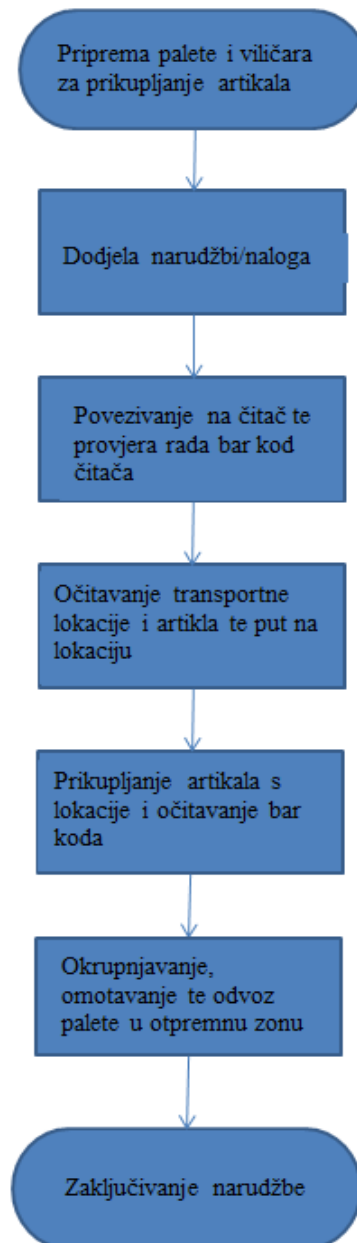 Priprema palete i viličara
za prikupljanje artikala
Dodjela narudžbi/naloga
Povezivanje na čitač te
provjera rada bar kod
čitača
Očitavanje transportne
lokacije i artikla te put na
lokaciju
Prikupljanje artikala s
lokacije i očitavanje bar
koda
Okrupnjavanje,
omotavanje te odvoz
palete u otpremnu zonu
Zaključivanje narudžbe